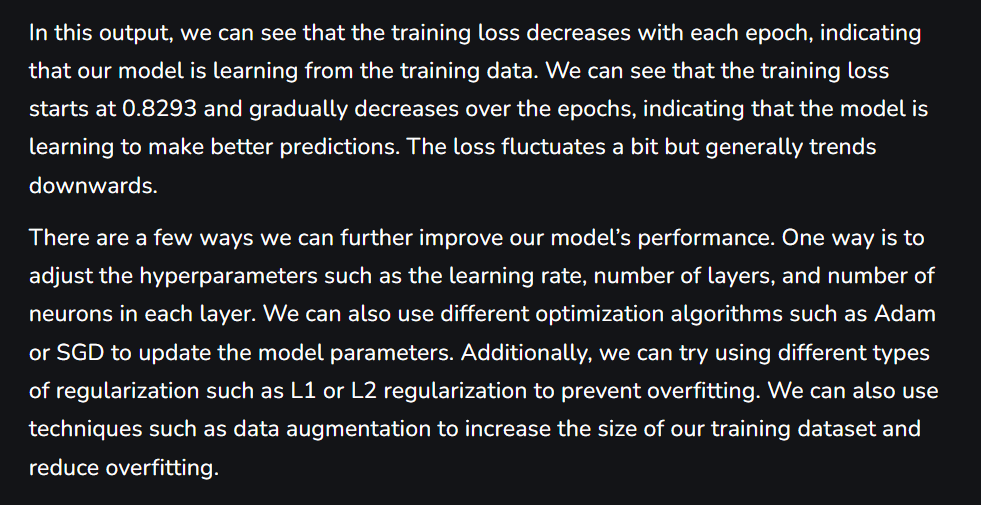 In this output, we can see that the training loss decreases with each epoch, indicating
that our model is learning from the training data. We can see that the training loss
starts at 0.8293 and gradually decreases over the epochs, indicating that the model is
learning to make better predictions. The loss fluctuates a bit but generally trends
downwards.
There are a few ways we can further improve our model’s performance. One way is to
adjust the hyperparameters such as the learning rate, number of layers, and number of
neurons in each layer. We can also use different optimization algorithms such as Adam
or SGD to update the model parameters. Additionally, we can try using different types
of regularization such as L1 or L2 regularization to prevent overfitting. We can also use
techniques such as data augmentation to increase the size of our training dataset and
reduce overfitting.